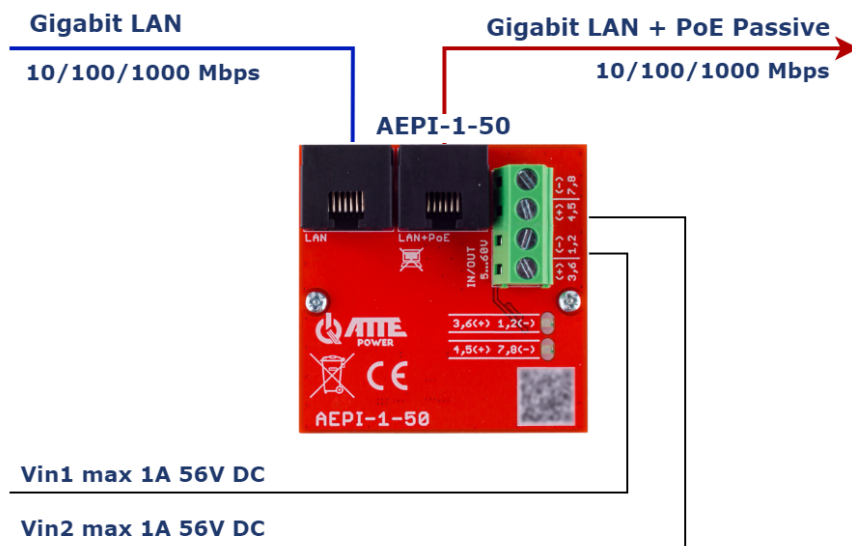 Gigabit LAN
10/100/1000 Mbps
Gigabit LAN + PoE Passive
10/100/1000 Mbps
AEPI-1-50
LAN
LAN+PoE
IN/OUT
5...60V
(+) (-) (+) (-)
3,6 1,2 4,5 7,8
3,6(+) 1,2(-)
4,5(+) 7,8(-)
ATTE
POWER
CE
AEPI-1-50
Vin1 max 1A 56V DC
Vin2 max 1A 56V DC